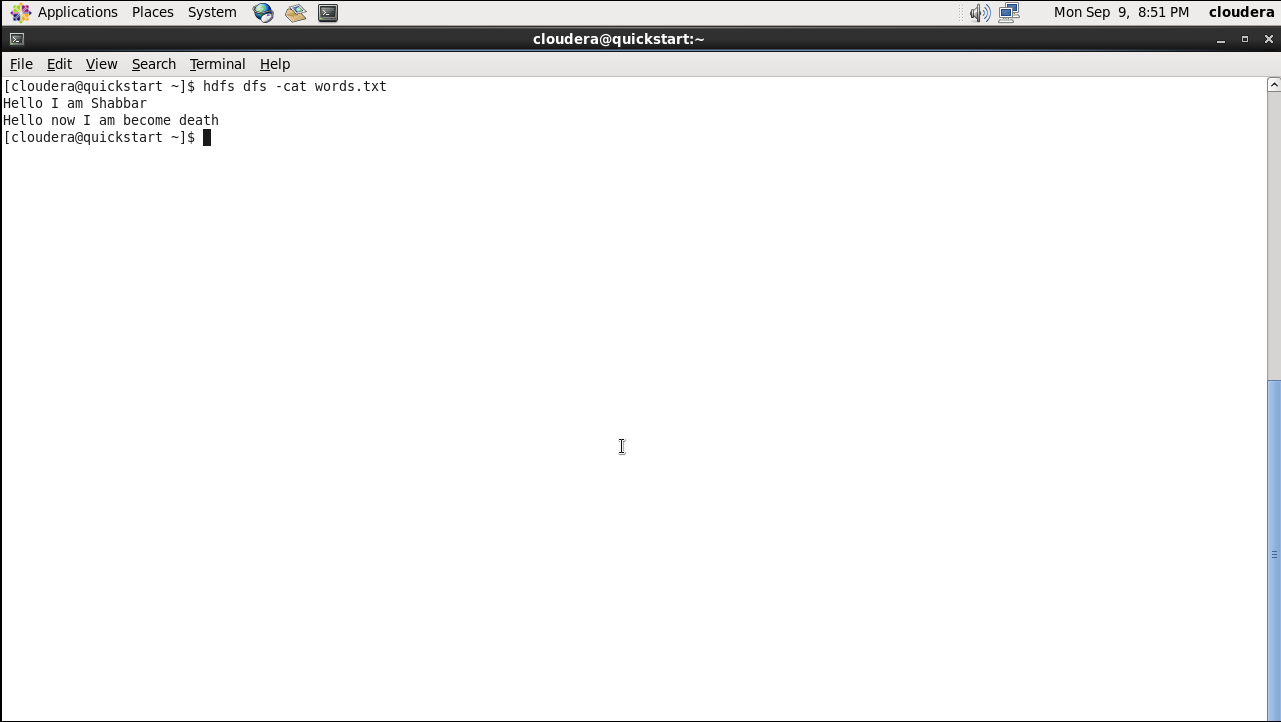 Applications Places System Mon Sep 9, 8:51 PM cloudera
cloudera@quickstart:~
File Edit View Search Terminal Help
[cloudera@quickstart ~]$ hdfs dfs -cat words.txt
Hello I am Shabbar
Hello now I am become death
[cloudera@quickstart ~]$